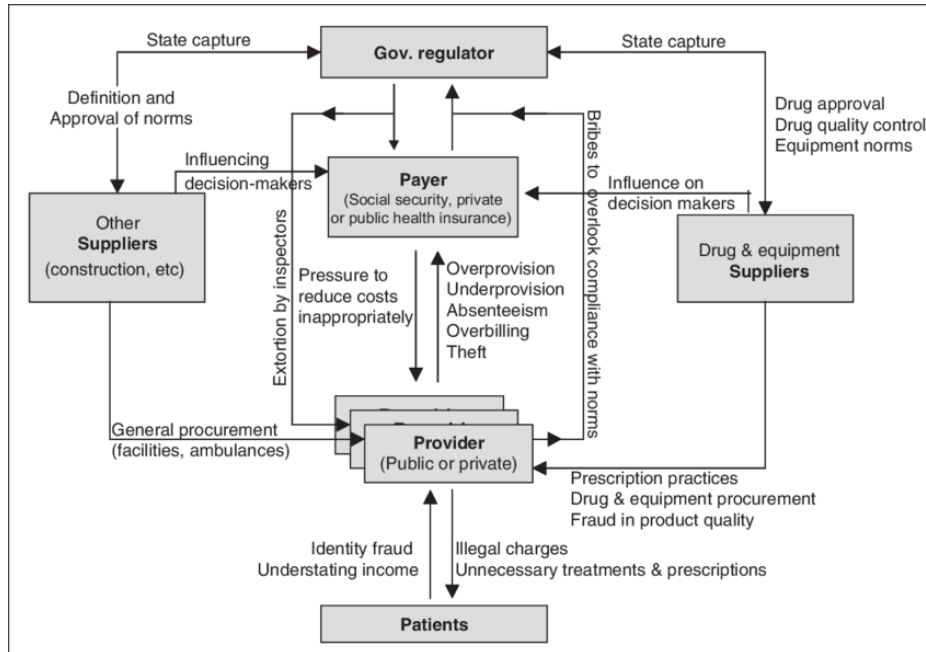 State capture
Gov. regulator
State capture
Definition and
Approval of norms
Drug approval
Drug quality control
Equipment norms
Influencing
decision-makers
Payer
(Social security, private
or public health insurance)
Influence on
decision makers
Other
Suppliers
(construction, etc)
Drug & equipment
Suppliers
Extortion by inspectors
Pressure to
reduce costs
inappropriately
Overprovision
Underprovision
Absenteeism
Overbilling
Theft
Bribes to overlook compliance with norms
General procurement
(facilities, ambulances)
Provider
(Public or private)
Prescription practices
Drug & equipment procurement
Fraud in product quality
Identity fraud
Understating income
Illegal charges
Unnecessary treatments & prescriptions
Patients